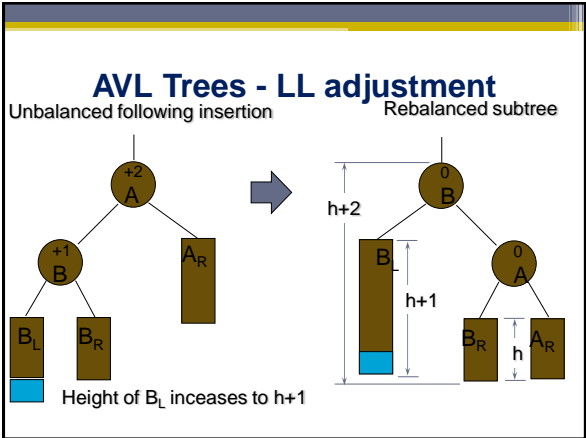 AVL Trees - LL adjustment
Unbalanced following insertion
Rebalanced subtree
+2
A
+1
B
A_R
B_L
B_R
Height of B_L inceases to h+1
0
B
h+2
B_L
h+1
0
A
B_R
h
A_R